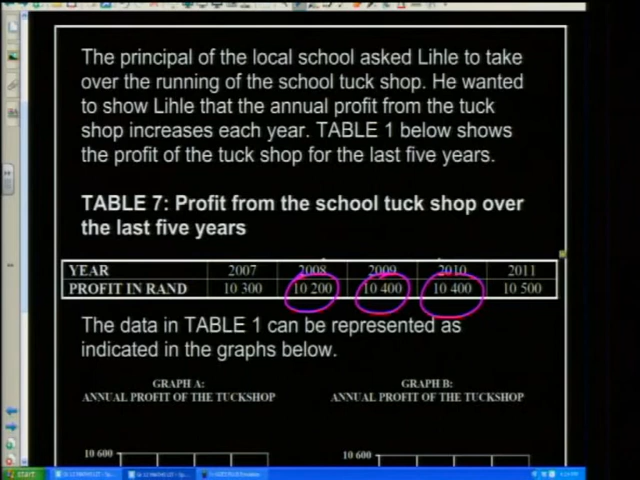 The principal of the local school asked Lihle to take
over the running of the school tuck shop. He wanted
to show Lihle that the annual profit from the tuck
shop increases each year. TABLE 1 below shows
the profit of the tuck shop for the last five years.
TABLE 7: Profit from the school tuck shop over
the last five years
YEAR 2007 2008 2009 2010 2011
PROFIT IN RAND 10 300 10 200 10 400 10 400 10 500
The data in TABLE 1 can be represented as
indicated in the graphs below.
GRAPH A: GRAPH B:
ANNUAL PROFIT OF THE TUCKSHOP ANNUAL PROFIT OF THE TUCKSHOP
10 600 10 600
start